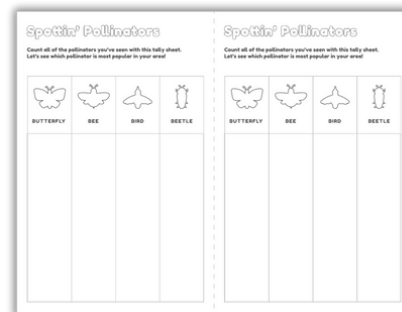 Spottin' Pollinators
Count all of the pollinators you've seen with this tally sheet.
Let's see which pollinator is most popular in your area!
BUTTERFLY BEE BIRD BEETLE
Spottin' Pollinators
Count all of the pollinators you've seen with this tally sheet.
Let's see which pollinator is most popular in your area!
BUTTERFLY BEE BIRD BEETLE